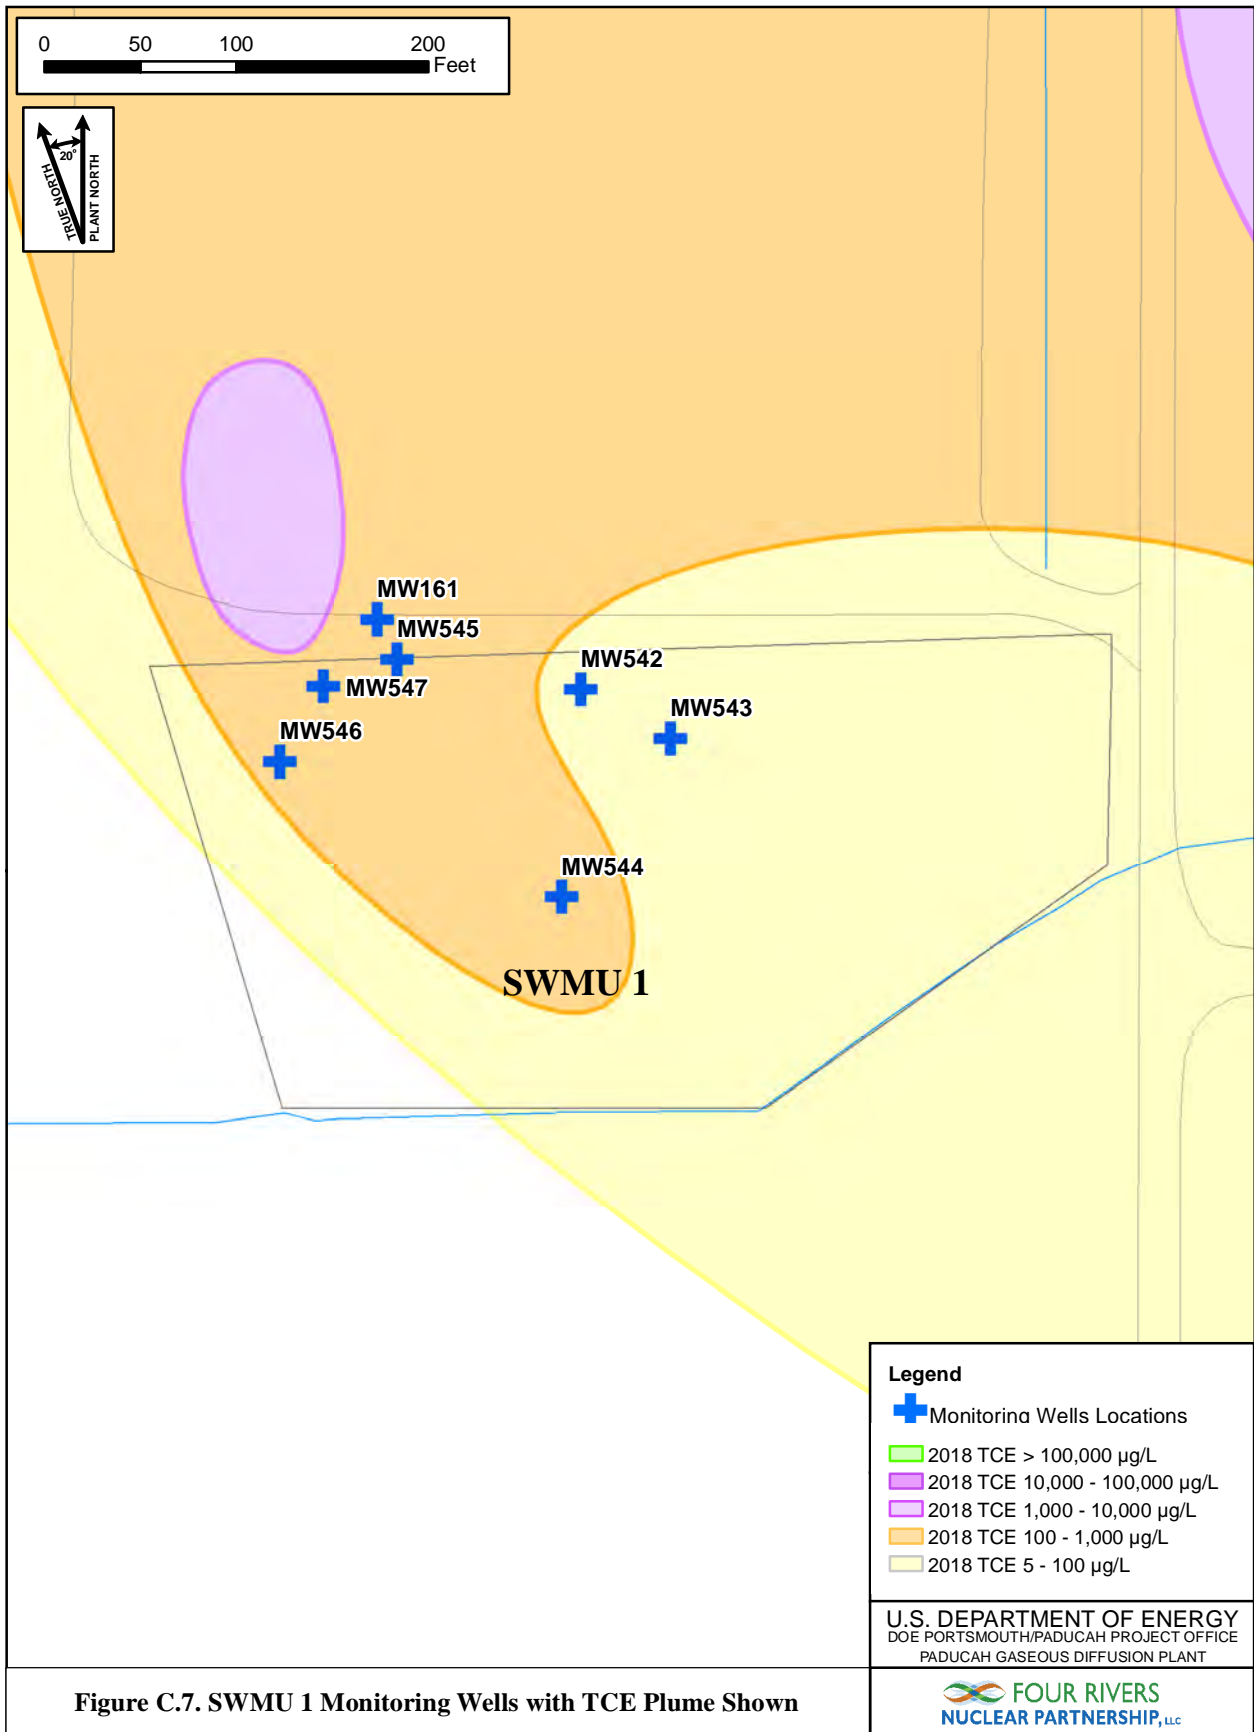 0 50 100 200
Feet
20°
TRUE NORTH
PLANT NORTH
MW161
MW545
MW542
MW547
MW543
MW546
MW544
SWMU 1
Legend
Monitoring Wells Locations
2018 TCE > 100,000 µg/L
2018 TCE 10,000 - 100,000 µg/L
2018 TCE 1,000 - 10,000 µg/L
2018 TCE 100 - 1,000 µg/L
2018 TCE 5 - 100 µg/L
U.S. DEPARTMENT OF ENERGY
DOE PORTSMOUTH/PADUCAH PROJECT OFFICE
PADUCAH GASEOUS DIFFUSION PLANT
Figure C.7. SWMU 1 Monitoring Wells with TCE Plume Shown
FOUR RIVERS
NUCLEAR PARTNERSHIP, LLC